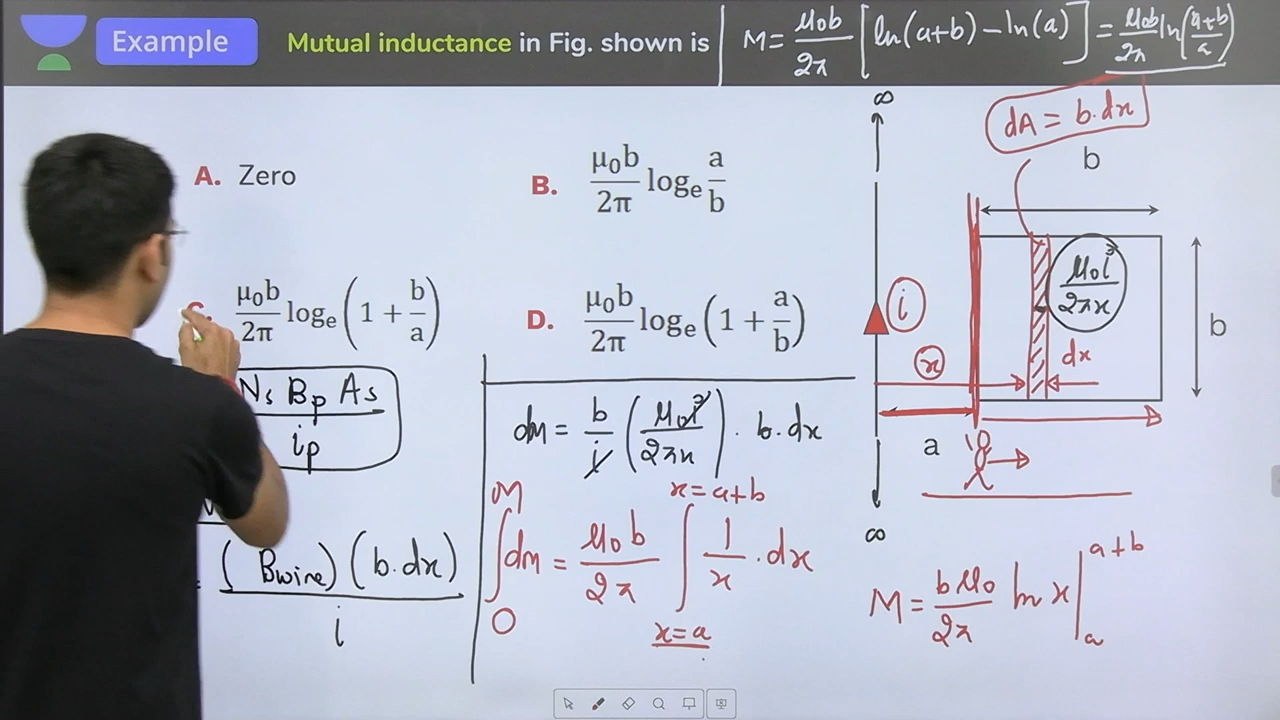 Example
Mutual inductance in Fig. shown is
M = μ₀b/2π [ln(a+b) − ln(a)] = μ₀b/2π ln((a+b)/a)
A. Zero
B. μ₀b/2π logₑ a/b
C. μ₀b/2π logₑ (1 + b/a)
D. μ₀b/2π logₑ (1 + a/b)
∞
dA = b.dx
b
μ₀i/2πx
i
x
dx
b
a
∞
Ns Bp As / ip
(Bwire) (b.dx) / i
dM = b/i (μ₀i/2πx) . b.dx
M x = a+b
∫dM = μ₀b/2π ∫ 1/x . dx
O x = a
M = bμ₀/2π ln x |
a+b
a